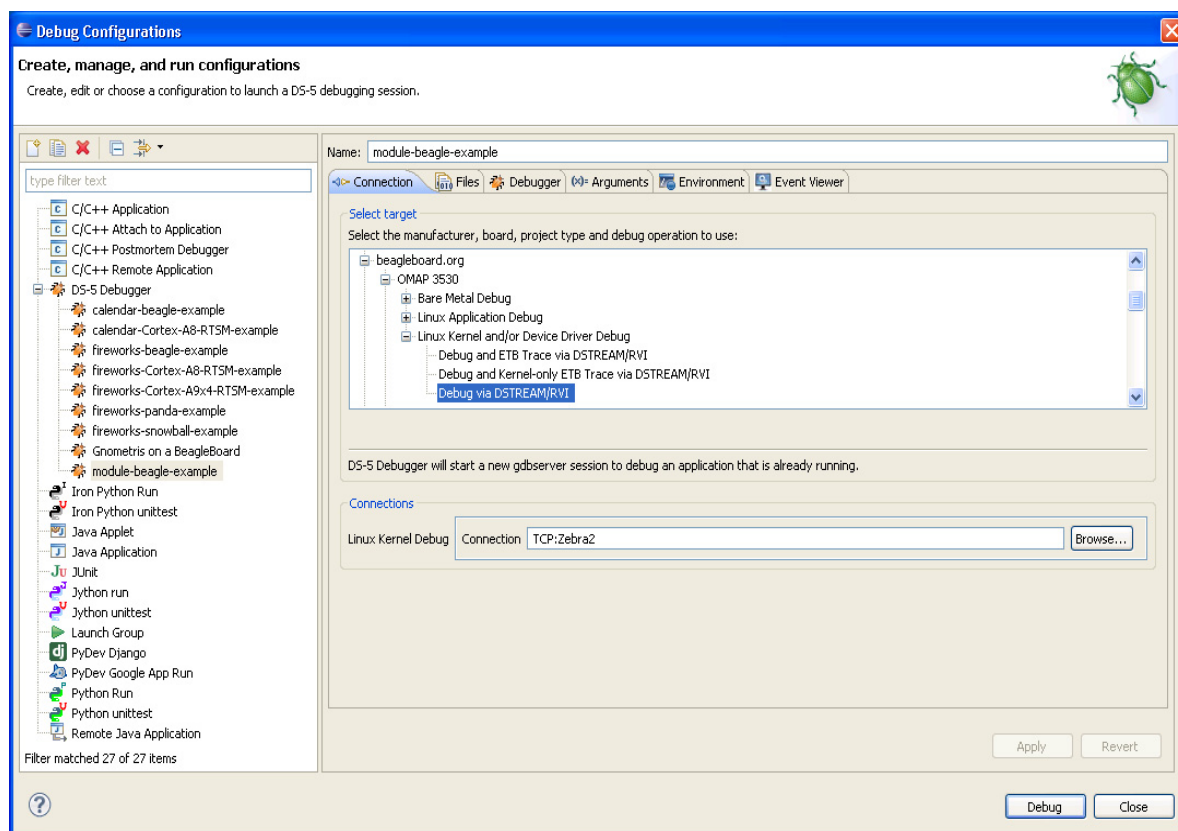 Debug Configurations
Create, manage, and run configurations
Create, edit or choose a configuration to launch a DS-5 debugging session.
type filter text
C/C++ Application
C/C++ Attach to Application
C/C++ Postmortem Debugger
C/C++ Remote Application
DS-5 Debugger
calendar-beagle-example
calendar-Cortex-A8-RTSM-example
fireworks-beagle-example
fireworks-Cortex-A8-RTSM-example
fireworks-Cortex-A9x4-RTSM-example
fireworks-panda-example
fireworks-snowball-example
Gnometris on a BeagleBoard
module-beagle-example
Iron Python Run
Iron Python unittest
Java Applet
Java Application
JUnit
Jython run
Jython unittest
Launch Group
PyDev Django
PyDev Google App Run
Python Run
Python unittest
Remote Java Application
Filter matched 27 of 27 items
Name: module-beagle-example
Connection Files Debugger (x)= Arguments Environment Event Viewer
Select target
Select the manufacturer, board, project type and debug operation to use:
beagleboard.org
OMAP 3530
Bare Metal Debug
Linux Application Debug
Linux Kernel and/or Device Driver Debug
Debug and ETB Trace via DSTREAM/RVI
Debug and Kernel-only ETB Trace via DSTREAM/RVI
Debug via DSTREAM/RVI
DS-5 Debugger will start a new gdbserver session to debug an application that is already running.
Connections
Linux Kernel Debug Connection TCP:Zebra2 Browse...
Apply Revert
Debug Close